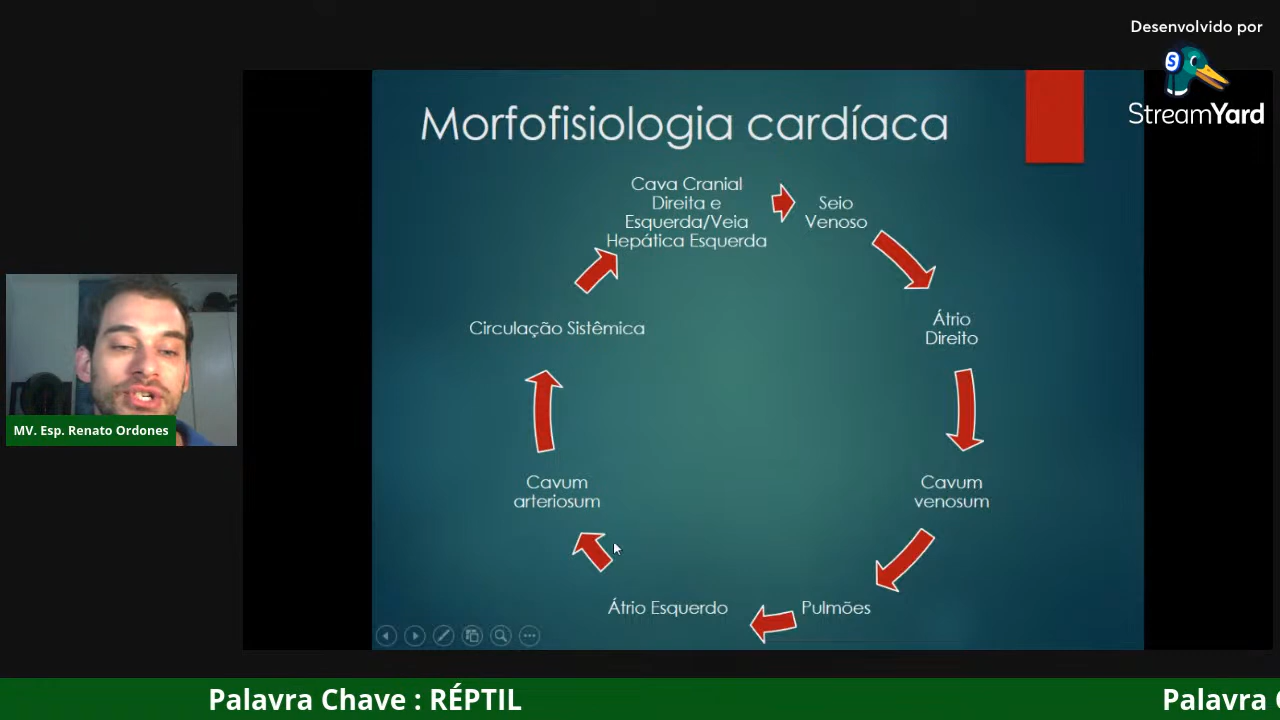 Desenvolvido por
StreamYard
Morfofisiologia cardíaca
Cava Cranial
Direita e
Esquerda/Veia
Hepática Esquerda
Seio
Venoso
Átrio
Direito
Cavum
venosum
Pulmões
Átrio Esquerdo
Cavum
arteriosum
Circulação Sistêmica
MV. Esp. Renato Ordones
Palavra Chave : RÉPTIL
Palavra C